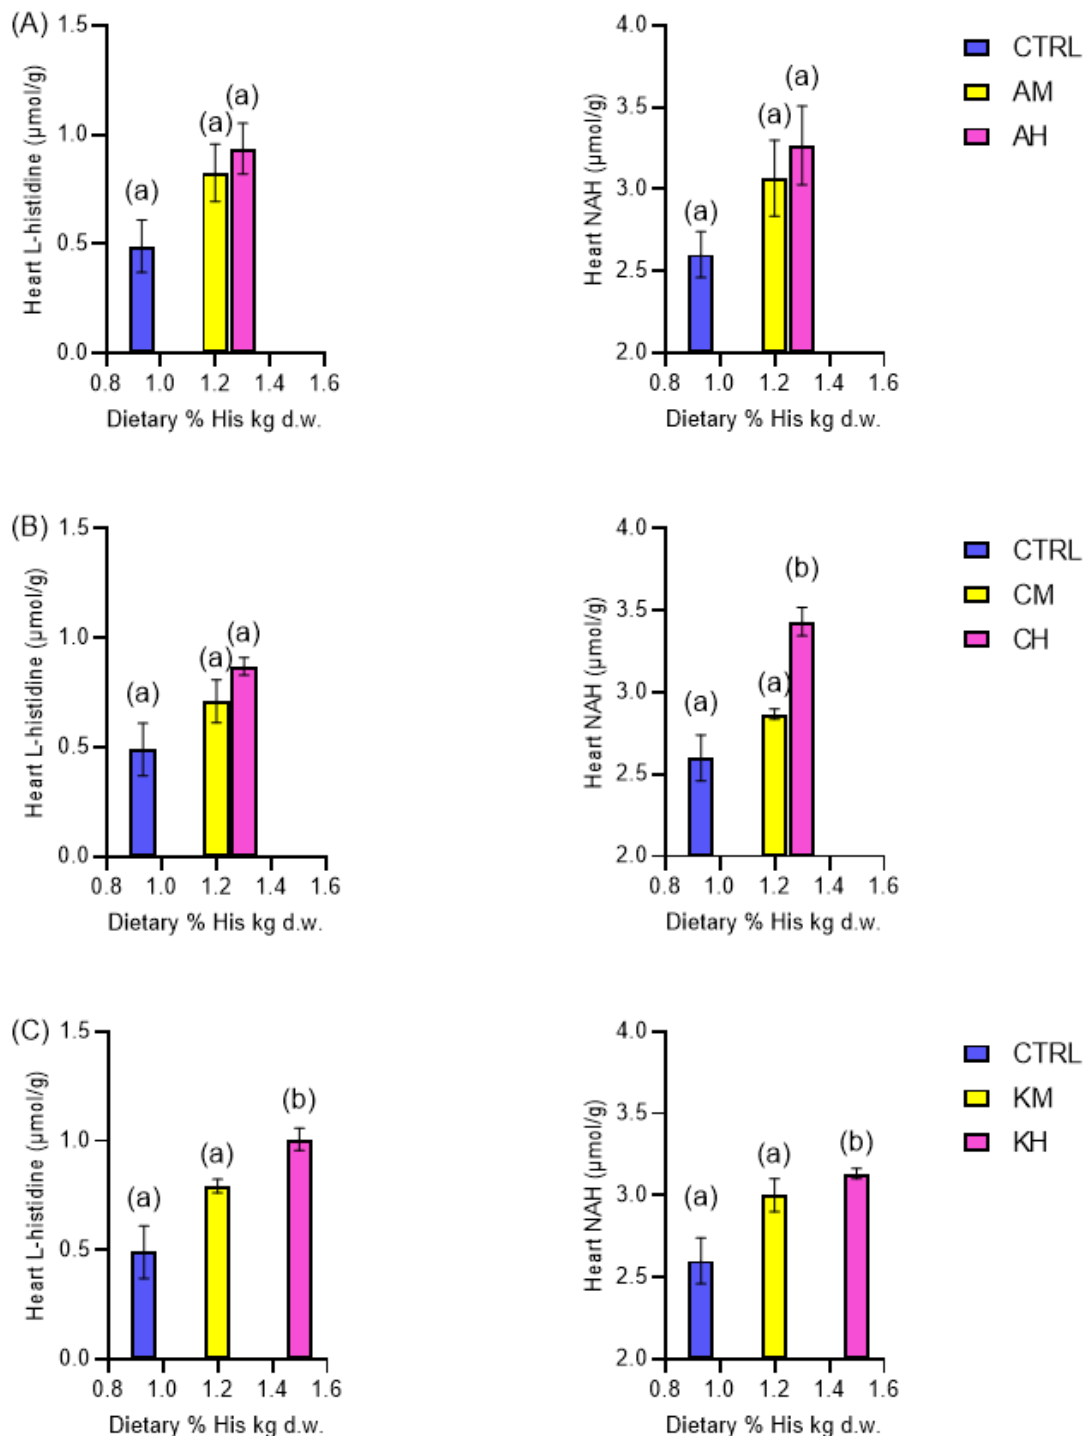 (A)
Heart L-histidine (µmol/g)
1.5
1.0
0.5
0.0
(a)
(a)
(a)
0.8 1.0 1.2 1.4 1.6
Dietary % His kg d.w.
Heart NAH (µmol/g)
4.0
3.5
3.0
2.5
2.0
(a)
(a)
(a)
0.8 1.0 1.2 1.4 1.6
Dietary % His kg d.w.
CTRL
AM
AH
(B)
Heart L-histidine (µmol/g)
1.5
1.0
0.5
0.0
(a)
(a)
(a)
0.8 1.0 1.2 1.4 1.6
Dietary % His kg d.w.
Heart NAH (µmol/g)
4.0
3.5
3.0
2.5
2.0
(a)
(a)
(b)
0.8 1.0 1.2 1.4 1.6
Dietary % His kg d.w.
CTRL
CM
CH
(C)
Heart L-histidine (µmol/g)
1.5
1.0
0.5
0.0
(a)
(a)
(b)
0.8 1.0 1.2 1.4 1.6
Dietary % His kg d.w.
Heart NAH (µmol/g)
4.0
3.5
3.0
2.5
2.0
(a)
(a)
(b)
0.8 1.0 1.2 1.4 1.6
Dietary % His kg d.w.
CTRL
KM
KH